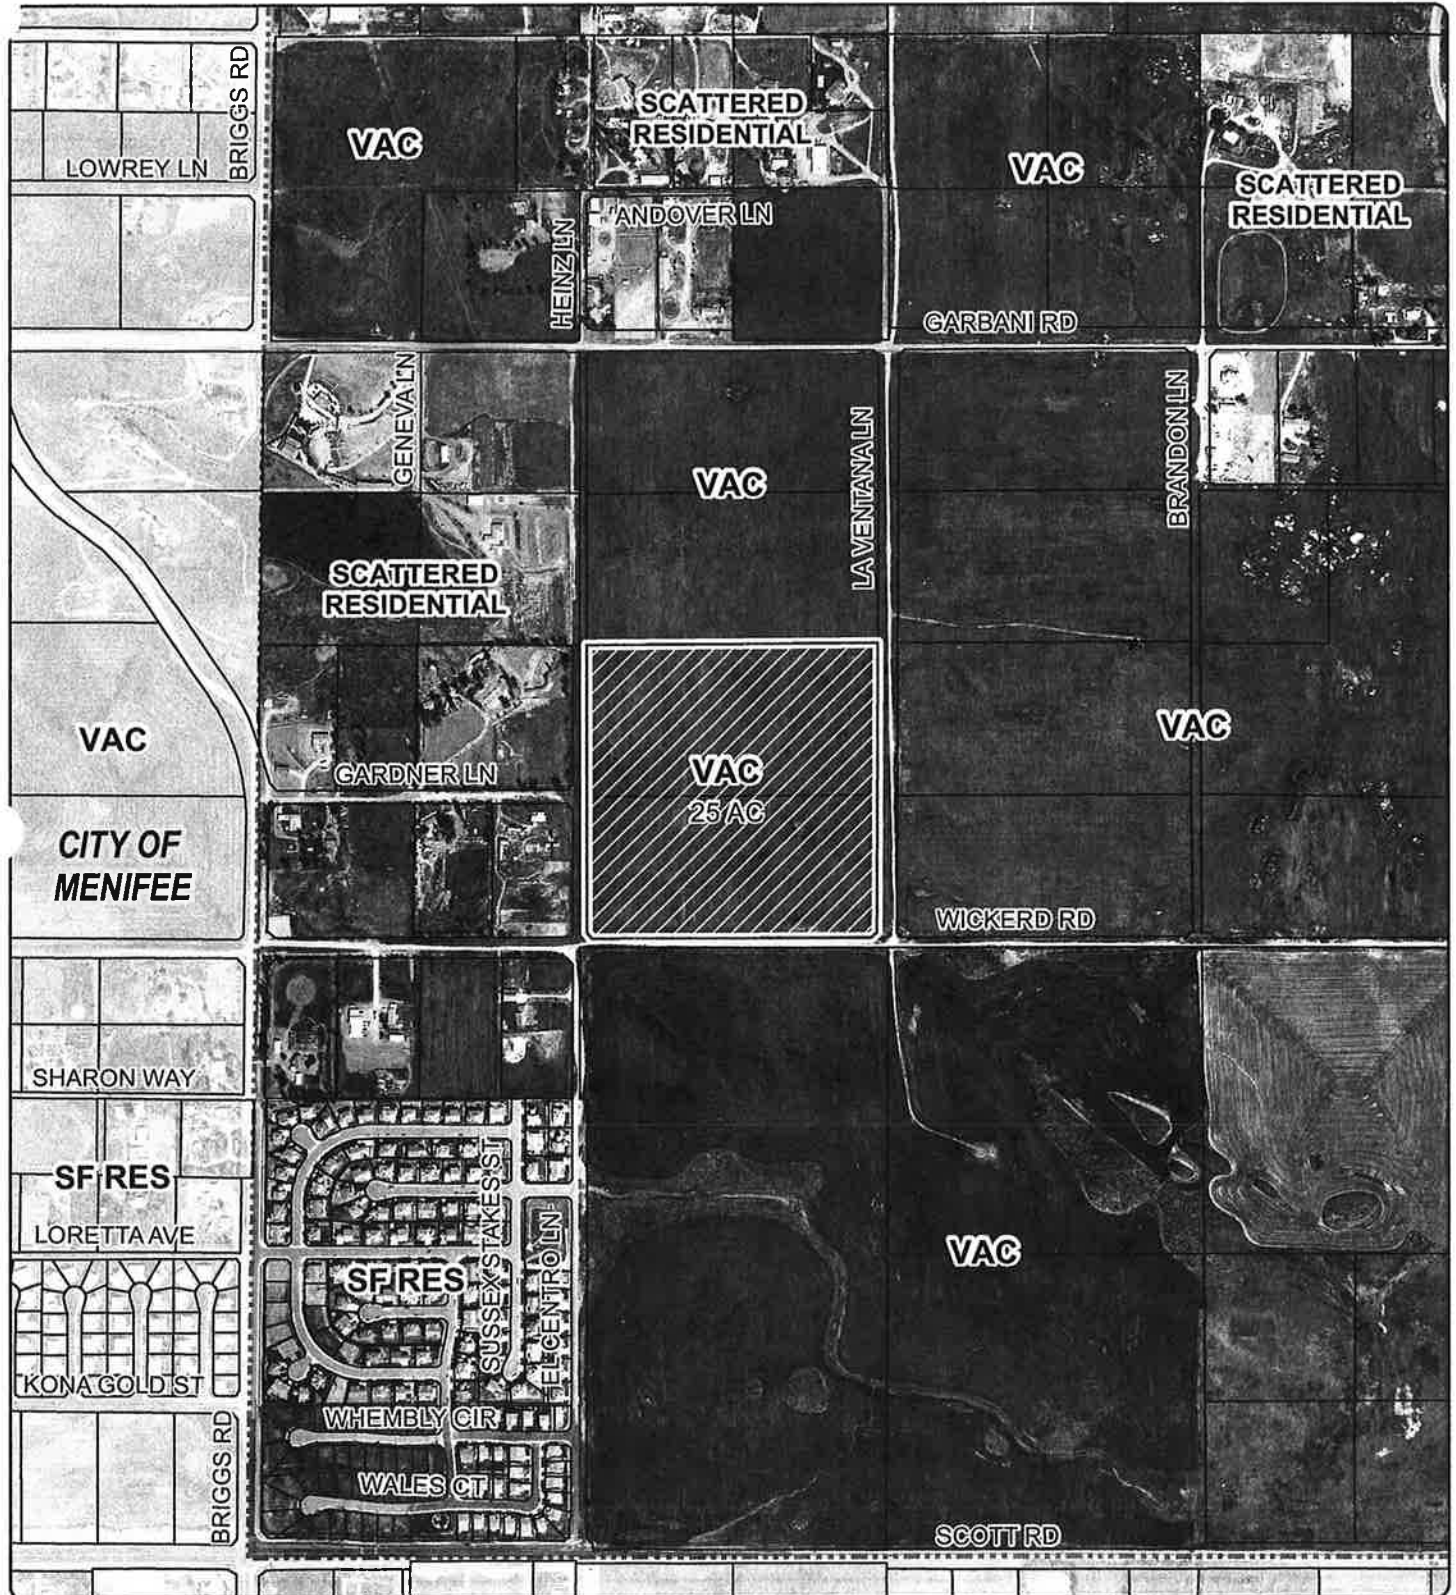 BRIGGS RD
SCATTERED
RESIDENTIAL
VAC
LOWREY LN
VAC
SCATTERED
RESIDENTIAL
ANDOVER LN
HEINZ LN
GARBANI RD
GENEVA LN
BRANDON LN
LA VENTANA LN
VAC
SCATTERED
RESIDENTIAL
VAC
VAC
GARDNER LN
VAC
25 AC
CITY OF
MENIFEE
WICKERD RD
SHARON WAY
SF RES
SUSSEX STAKES ST
ELCENTRO LN
LORETTA AVE
VAC
SF RES
KONA GOLD ST
WHEMBLY CIR
BRIGGS RD
WALES CT
SCOTT RD